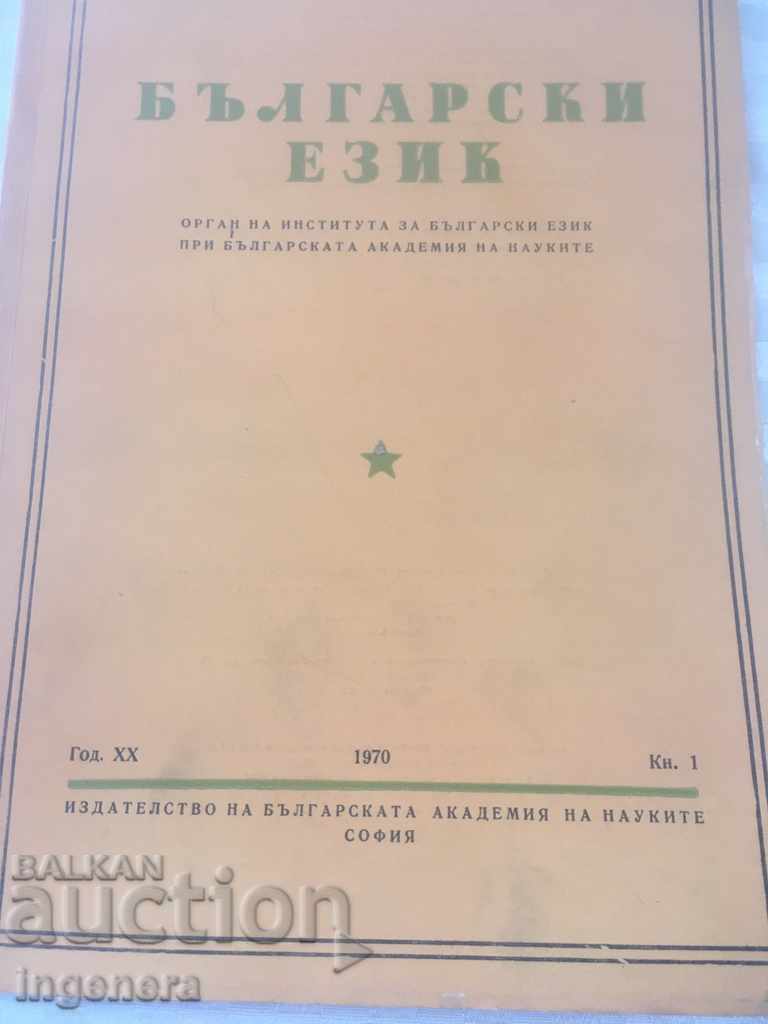 БЪЛГАРСКИ
ЕЗИК
ОРГАН НА ИНСТИТУТА ЗА БЪЛГАРСКИ ЕЗИК
ПРИ БЪЛГАРСКАТА АКАДЕМИЯ НА НАУКИТЕ
Год. XX 1970 Кн. 1
ИЗДАТЕЛСТВО НА БЪЛГАРСКАТА АКАДЕМИЯ НА НАУКИТЕ
СОФИЯ
BALKAN
auction
ingenera